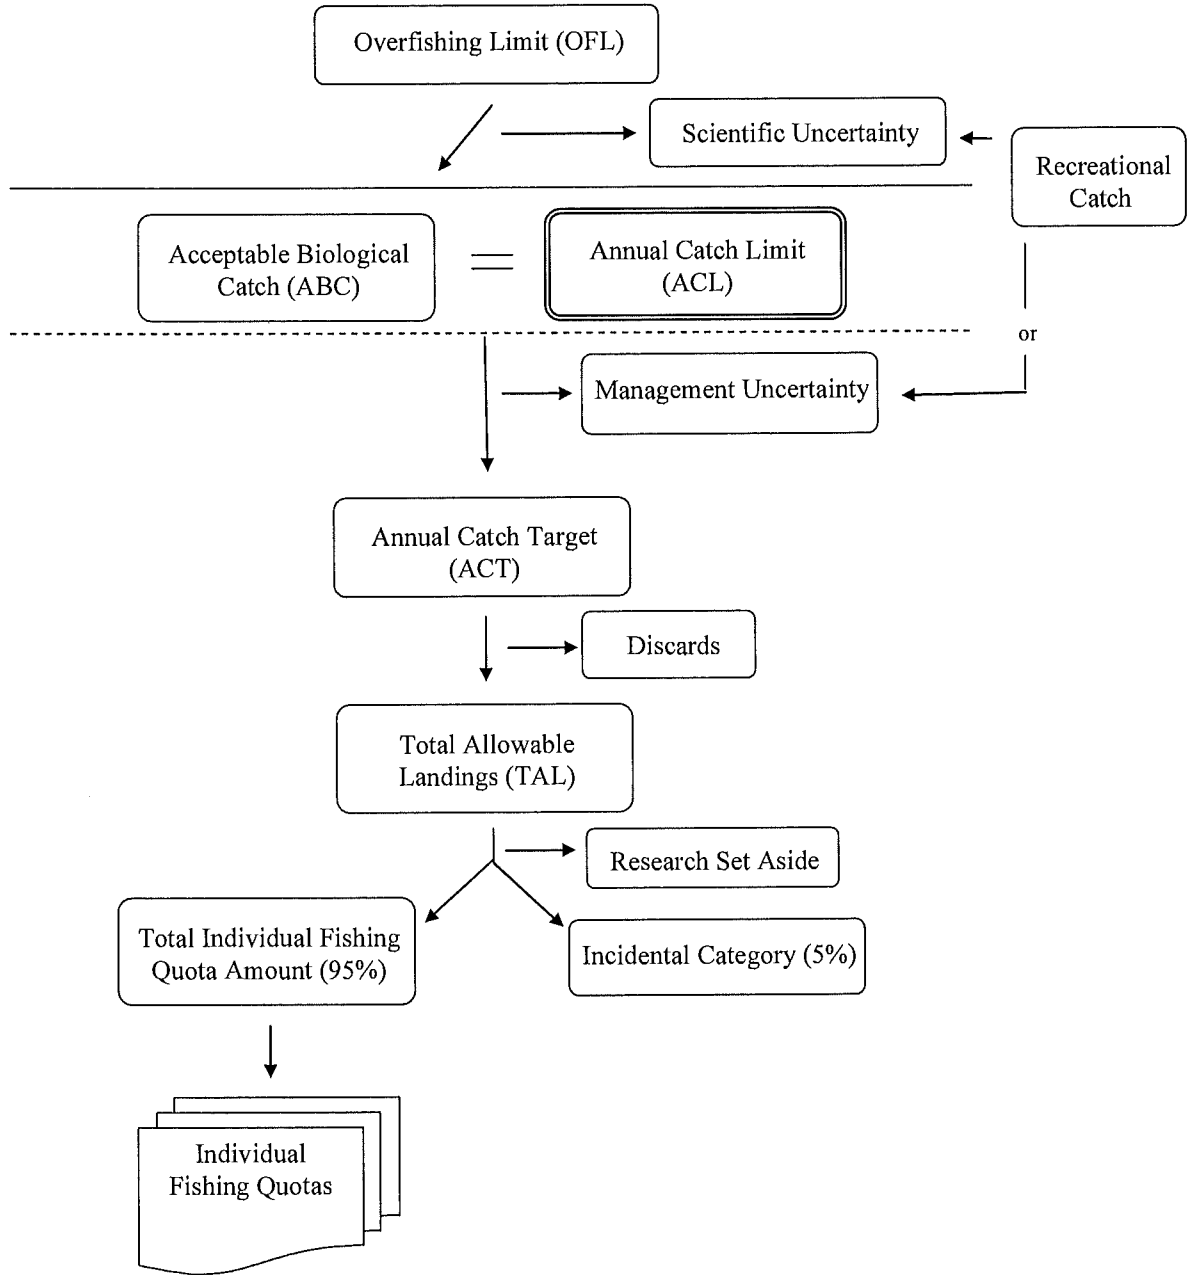 Overfishing Limit (OFL)
Scientific Uncertainty
Recreational
Catch
Acceptable Biological
Catch (ABC)
Annual Catch Limit
(ACL)
or
Management Uncertainty
Annual Catch Target
(ACT)
Discards
Total Allowable
Landings (TAL)
Research Set Aside
Total Individual Fishing
Quota Amount (95%)
Incidental Category (5%)
Individual
Fishing Quotas